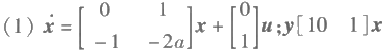 (1) ẋ = [0 1; -1 -2a]x + [0; 1]u; y[10 1]x